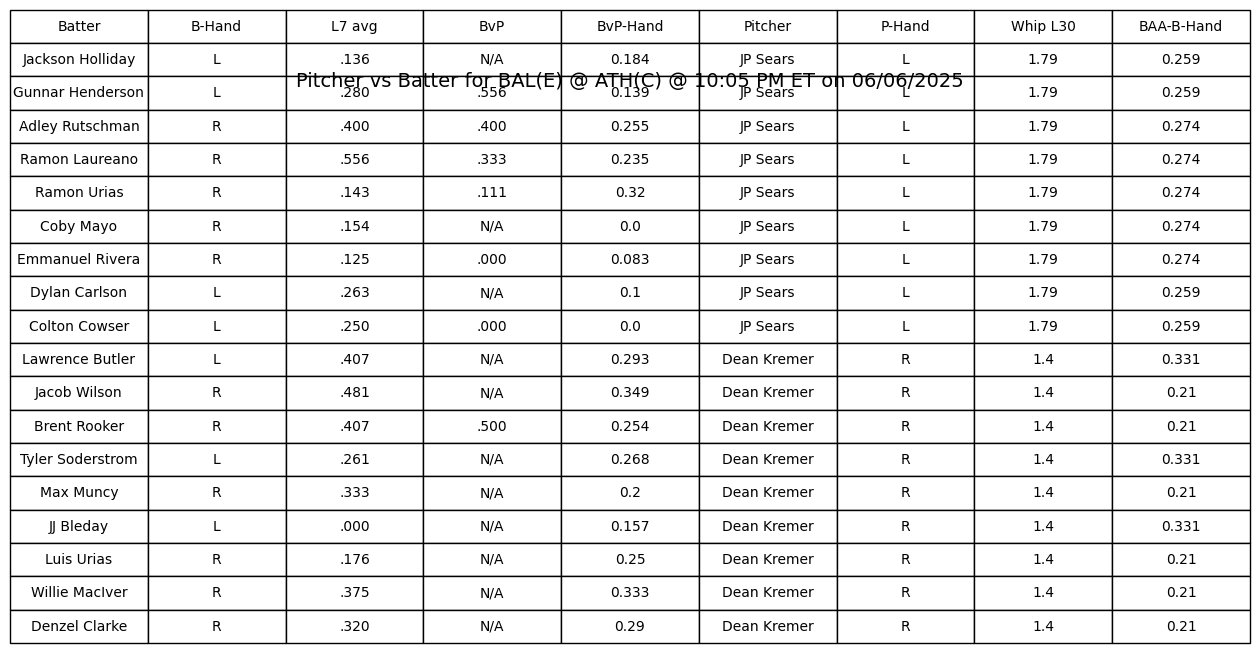 Batter B-Hand L7 avg BvP BvP-Hand Pitcher P-Hand Whip L30 BAA-B-Hand
Jackson Holliday L .136 N/A 0.184 JP Sears L 1.79 0.259
Pitcher vs Batter for BAL(E) @ ATH(C) @ 10:05 PM ET on 06/06/2025
Gunnar Henderson L .280 .556 0.139 JP Sears L 1.79 0.259
Adley Rutschman R .400 .400 0.255 JP Sears L 1.79 0.274
Ramon Laureano R .556 .333 0.235 JP Sears L 1.79 0.274
Ramon Urias R .143 .111 0.32 JP Sears L 1.79 0.274
Coby Mayo R .154 N/A 0.0 JP Sears L 1.79 0.274
Emmanuel Rivera R .125 .000 0.083 JP Sears L 1.79 0.274
Dylan Carlson L .263 N/A 0.1 JP Sears L 1.79 0.259
Colton Cowser L .250 .000 0.0 JP Sears L 1.79 0.259
Lawrence Butler L .407 N/A 0.293 Dean Kremer R 1.4 0.331
Jacob Wilson R .481 N/A 0.349 Dean Kremer R 1.4 0.21
Brent Rooker R .407 .500 0.254 Dean Kremer R 1.4 0.21
Tyler Soderstrom L .261 N/A 0.268 Dean Kremer R 1.4 0.331
Max Muncy R .333 N/A 0.2 Dean Kremer R 1.4 0.21
JJ Bleday L .000 N/A 0.157 Dean Kremer R 1.4 0.331
Luis Urias R .176 N/A 0.25 Dean Kremer R 1.4 0.21
Willie MacIver R .375 N/A 0.333 Dean Kremer R 1.4 0.21
Denzel Clarke R .320 N/A 0.29 Dean Kremer R 1.4 0.21